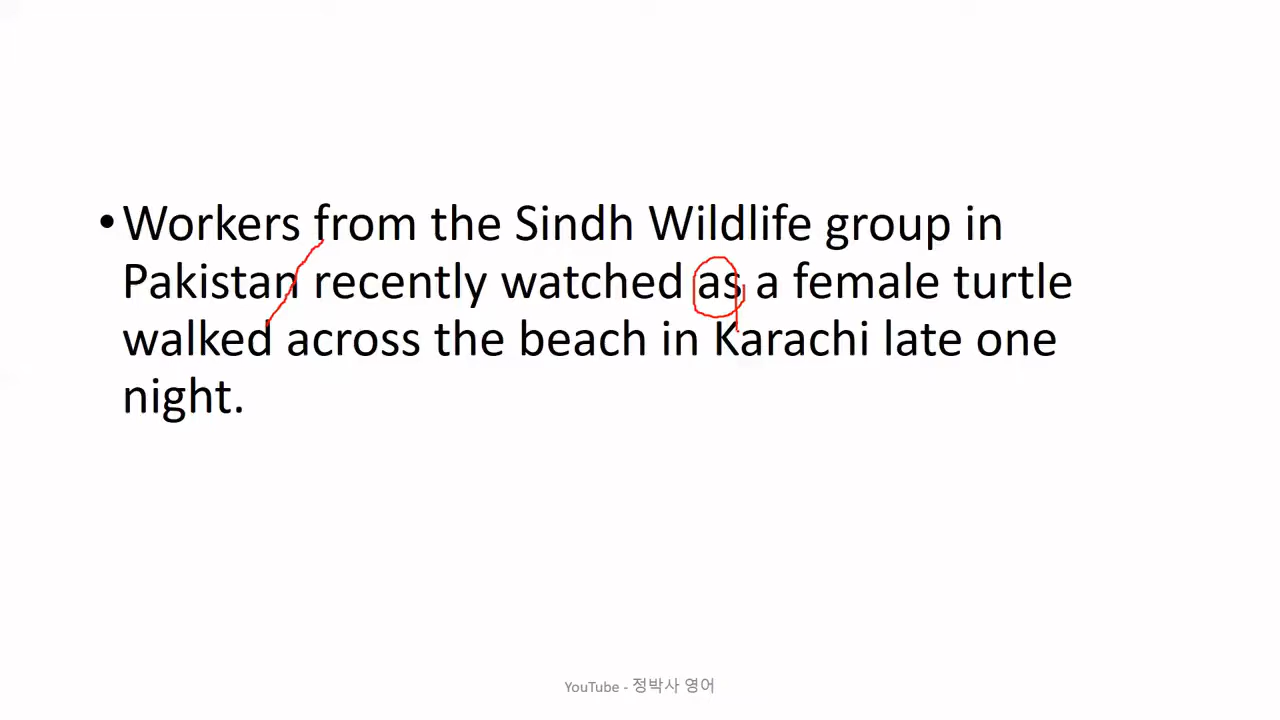 •Workers from the Sindh Wildlife group in
Pakistan recently watched as a female turtle
walked across the beach in Karachi late one
night.
YouTube - 정박사 영어